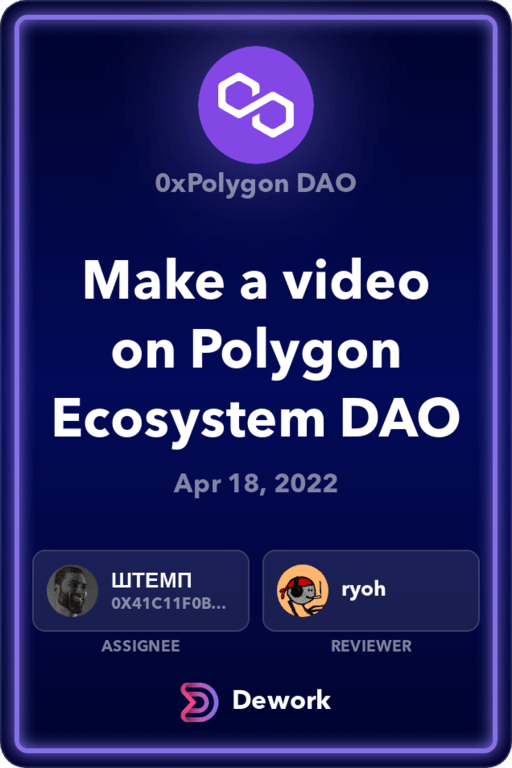 0xPolygon DAO
Make a video
on Polygon
Ecosystem DAO
Apr 18, 2022
ШТЕМП
0X41C11F0B...
ASSIGNEE
ryoh
REVIEWER
Dework